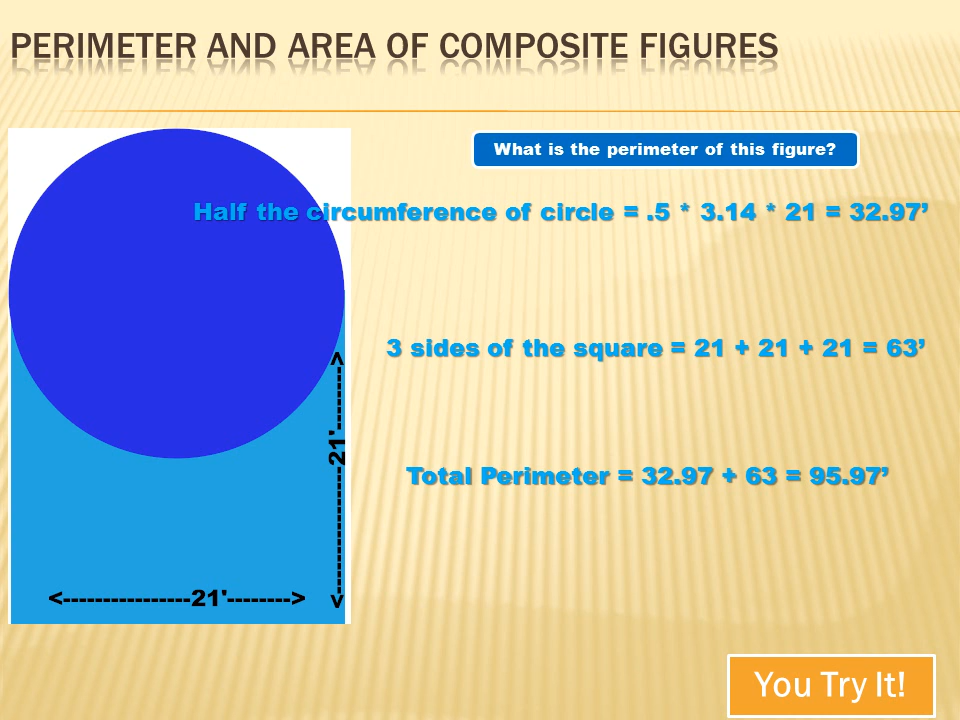 PERIMETER AND AREA OF COMPOSITE FIGURES
What is the perimeter of this figure?
Half the circumference of circle = .5 * 3.14 * 21 = 32.97’
3 sides of the square = 21 + 21 + 21 = 63’
<----------------21'-------->
Total Perimeter = 32.97 + 63 = 95.97’
<----------------21'-------->
You Try It!